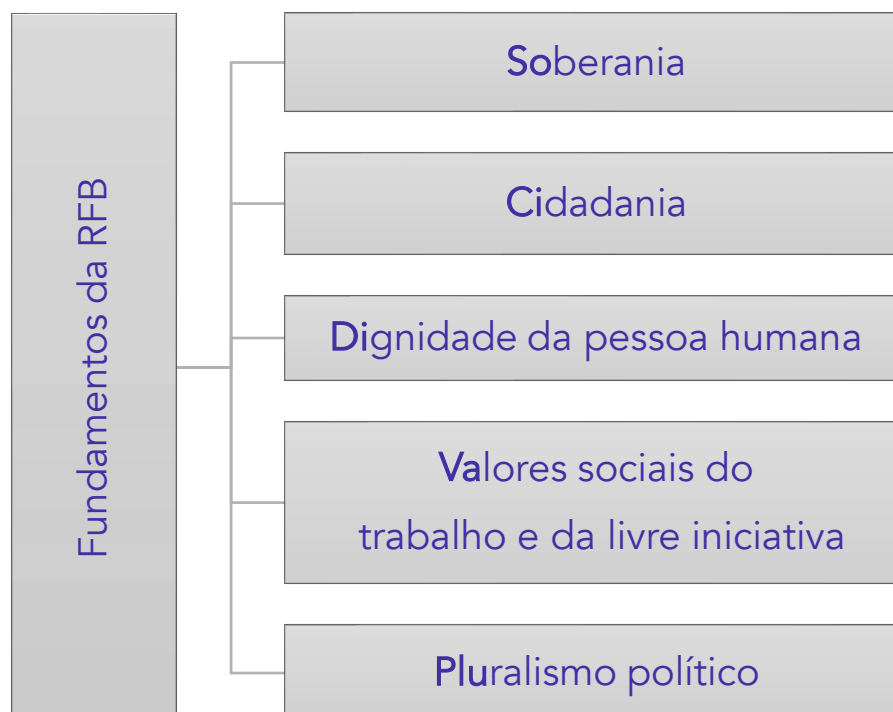 Fundamentos da RFB
Soberania
Cidadania
Dignidade da pessoa humana
Valores sociais do
trabalho e da livre iniciativa
Pluralismo político